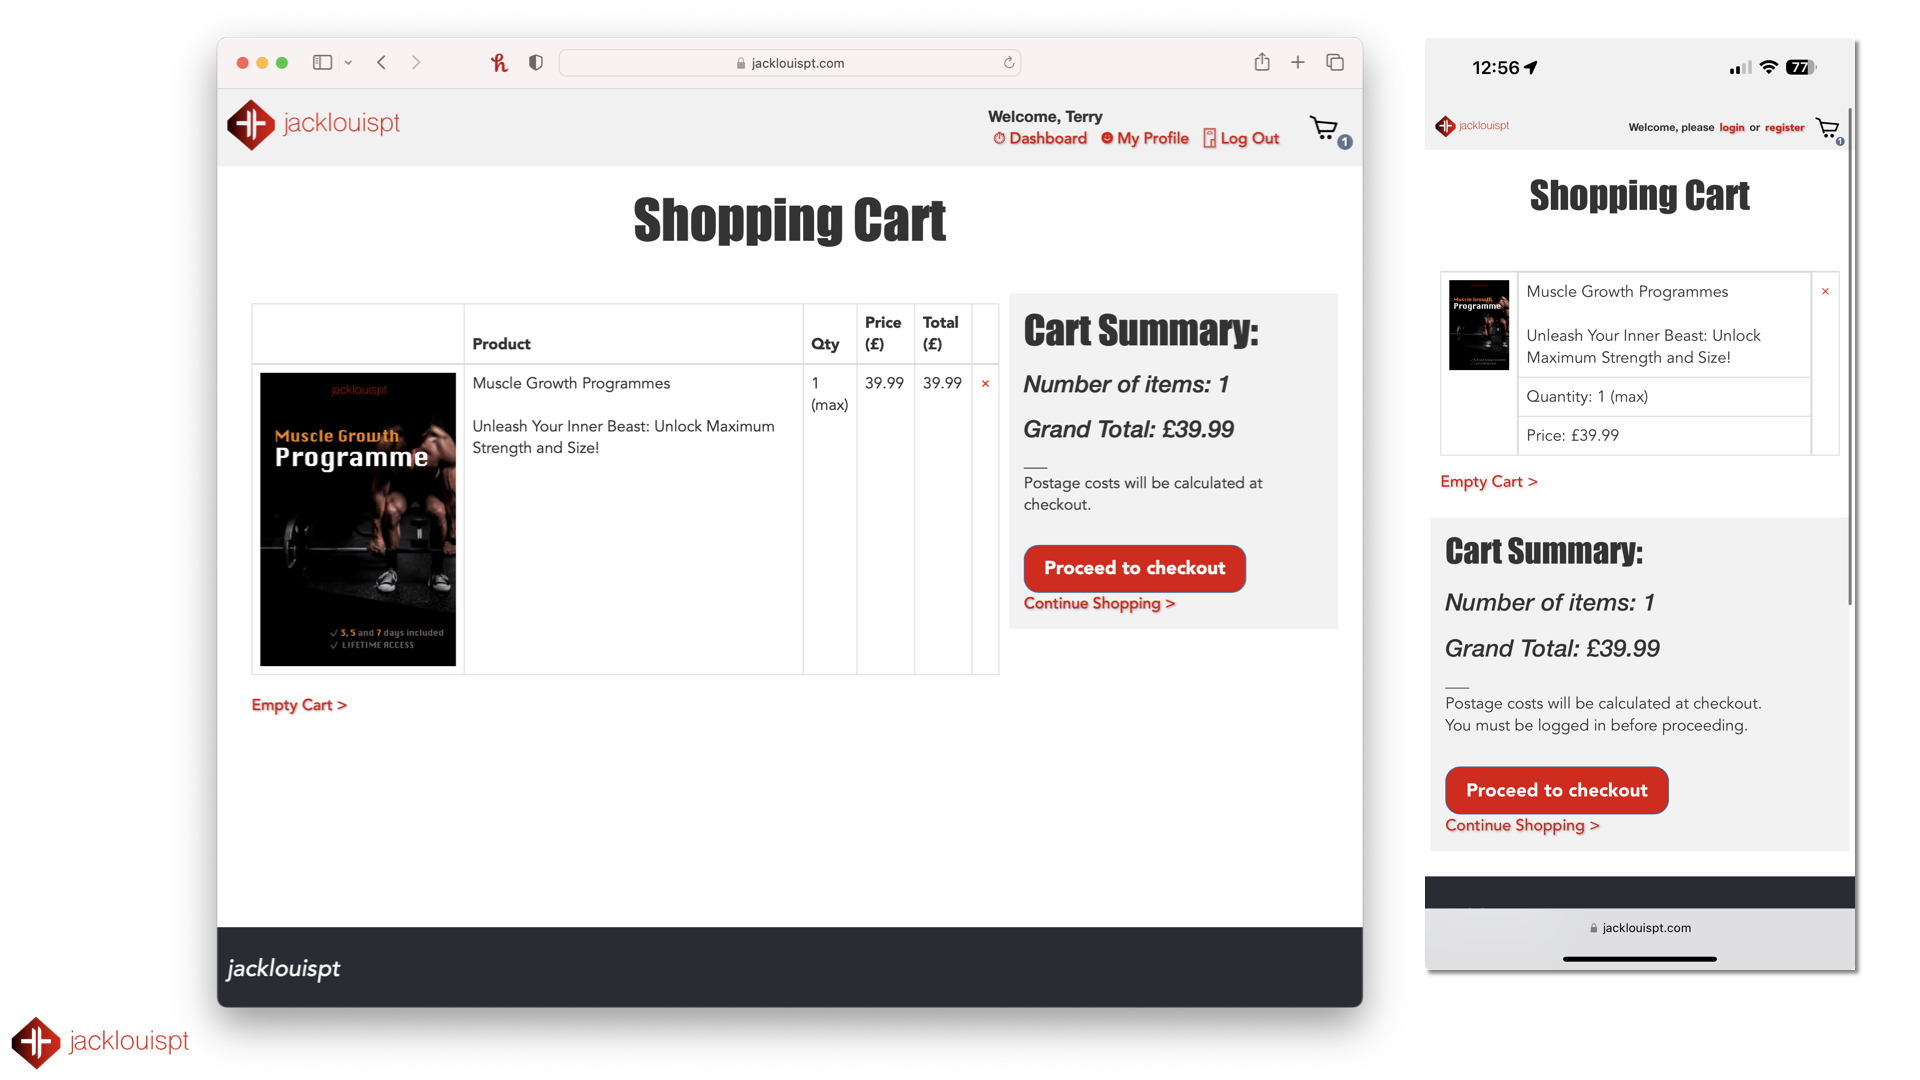 jacklouispt.com
jacklouispt
Welcome, Terry
Dashboard My Profile Log Out
1
Shopping Cart
Product Qty Price (£) Total (£)
jacklouispt
Muscle Growth
Programme
✓ 3, 5 and 7 days included
✓ LIFETIME ACCESS
Muscle Growth Programmes
Unleash Your Inner Beast: Unlock Maximum
Strength and Size!
1
(max)
39.99
39.99
×
Empty Cart >
Cart Summary:
Number of items: 1
Grand Total: £39.99
Postage costs will be calculated at
checkout.
Proceed to checkout
Continue Shopping >
jacklouispt
12:56
77
jacklouispt
Welcome, please login or register
1
Shopping Cart
Muscle Growth
Programme
Muscle Growth Programmes
×
Unleash Your Inner Beast: Unlock
Maximum Strength and Size!
Quantity: 1 (max)
Price: £39.99
Empty Cart >
Cart Summary:
Number of items: 1
Grand Total: £39.99
Postage costs will be calculated at checkout.
You must be logged in before proceeding.
Proceed to checkout
Continue Shopping >
jacklouispt.com
jacklouispt